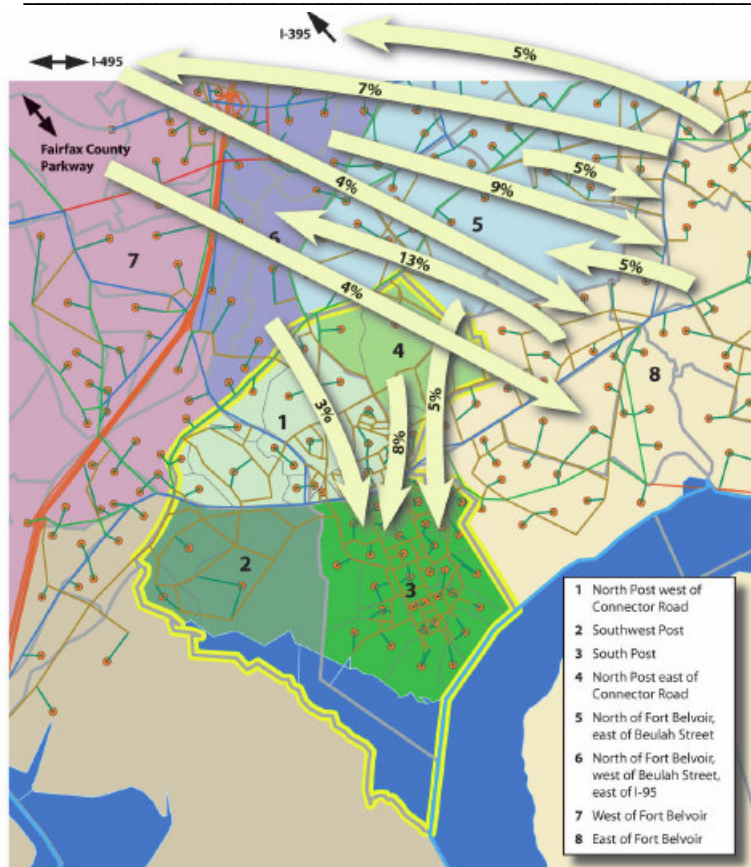 I-395
5%
I-495
7%
Fairfax County
Parkway
4%
9%
5%
5
7
6
13%
5%
4%
4
8
1
3%
8%
5%
2
3
1 North Post west of
Connector Road
2 Southwest Post
3 South Post
4 North Post east of
Connector Road
5 North of Fort Belvoir,
east of Beulah Street
6 North of Fort Belvoir,
west of Beulah Street,
east of I-95
7 West of Fort Belvoir
8 East of Fort Belvoir